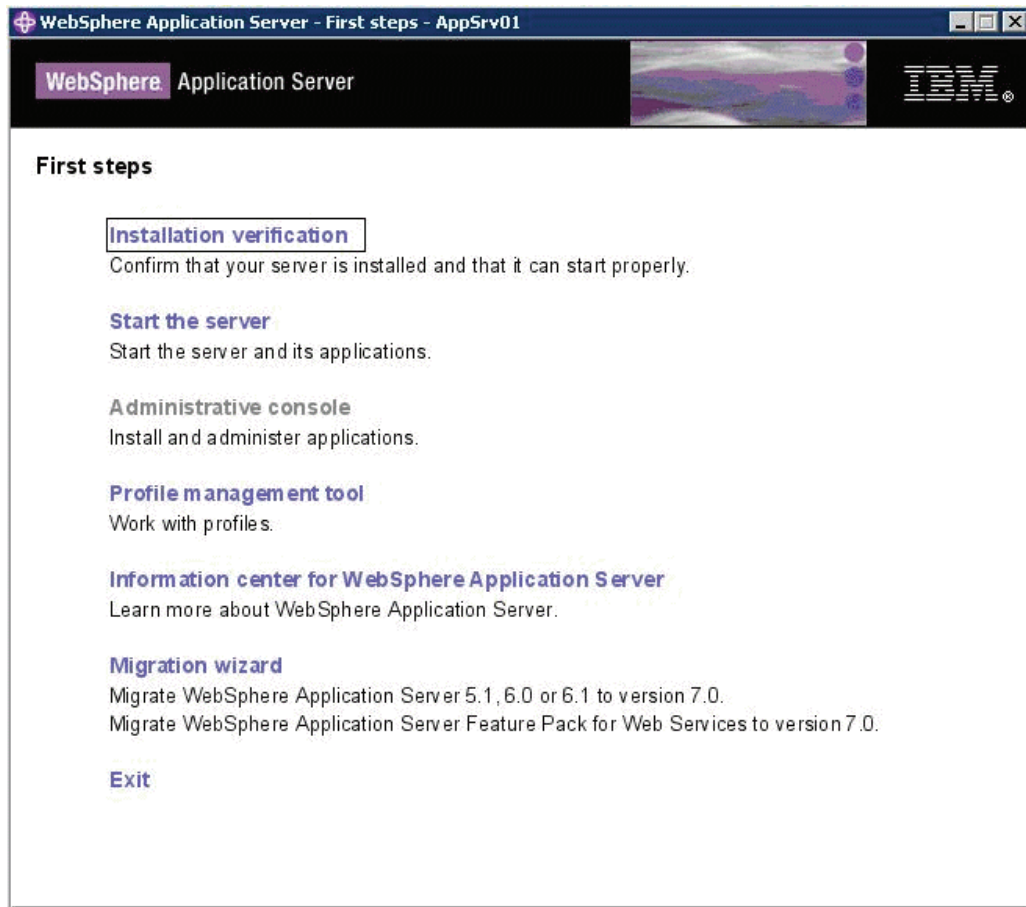 WebSphere Application Server - First steps - AppSrv01
WebSphere. Application Server
IBM®
First steps
Installation verification
Confirm that your server is installed and that it can start properly.
Start the server
Start the server and its applications.
Administrative console
Install and administer applications.
Profile management tool
Work with profiles.
Information center for WebSphere Application Server
Learn more about WebSphere Application Server.
Migration wizard
Migrate WebSphere Application Server 5.1, 6.0 or 6.1 to version 7.0.
Migrate WebSphere Application Server Feature Pack for Web Services to version 7.0.
Exit